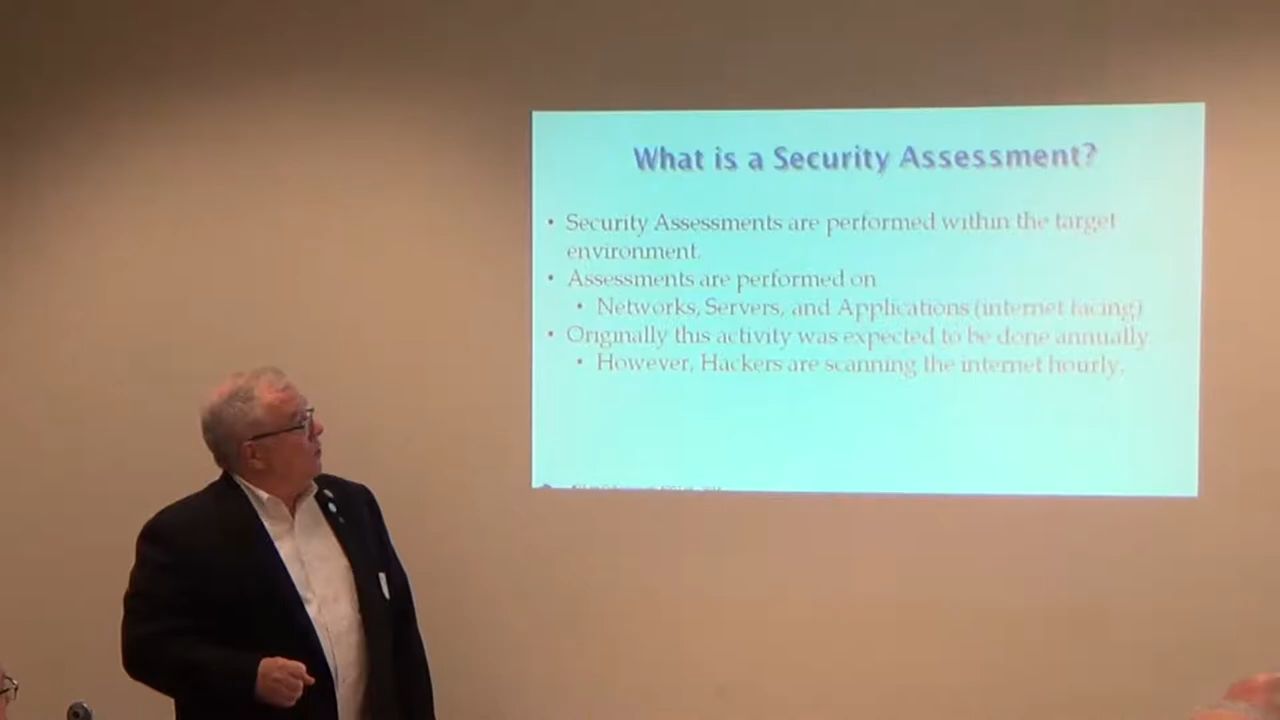 What is a Security Assessment?
• Security Assessments are performed within the target
environment.
• Assessments are performed on
• Networks, Servers, and Applications (internet facing)
• Originally this activity was expected to be done annually
• However, Hackers are scanning the internet hourly.